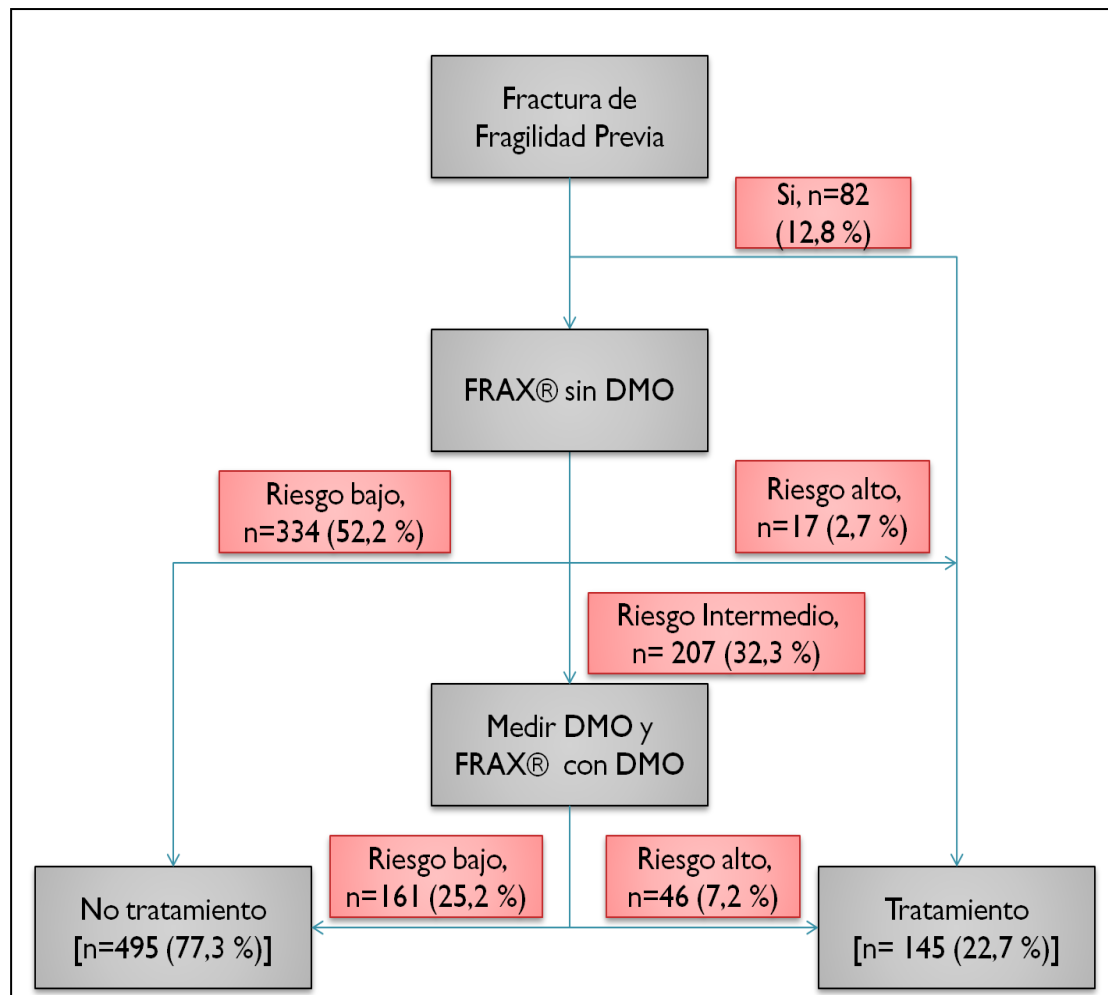 Fractura de
Fragilidad Previa
Si, n=82
(12,8 %)
FRAX® sin DMO
Riesgo bajo,
n=334 (52,2 %)
Riesgo alto,
n=17 (2,7 %)
Riesgo Intermedio,
n= 207 (32,3 %)
Medir DMO y
FRAX® con DMO
Riesgo bajo,
n=161 (25,2 %)
Riesgo alto,
n=46 (7,2 %)
No tratamiento
[n=495 (77,3 %)]
Tratamiento
[n= 145 (22,7 %)]